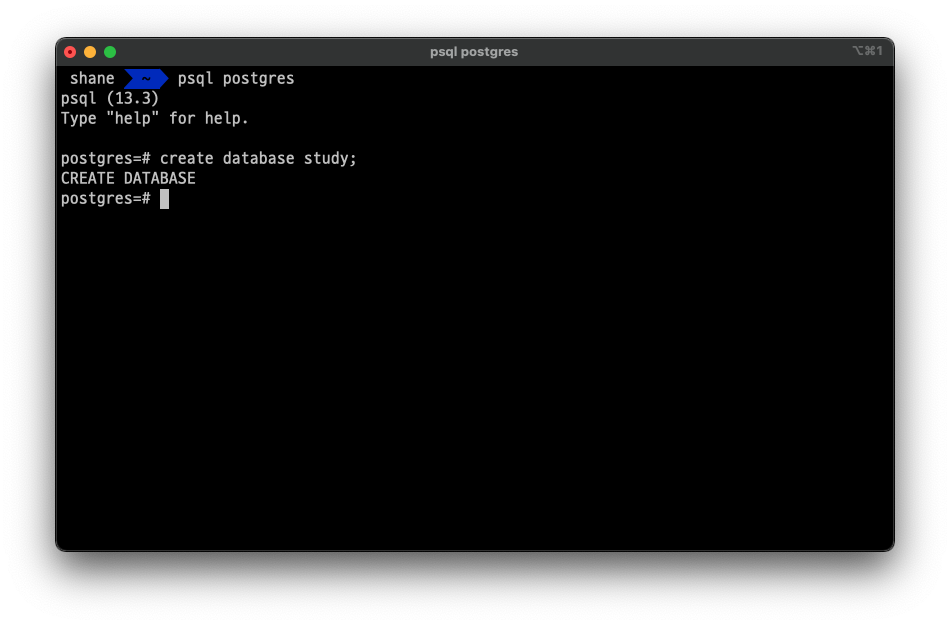 psql postgres
⌥⌘1
shane ~ psql postgres
psql (13.3)
Type "help" for help.
postgres=# create database study;
CREATE DATABASE
postgres=#